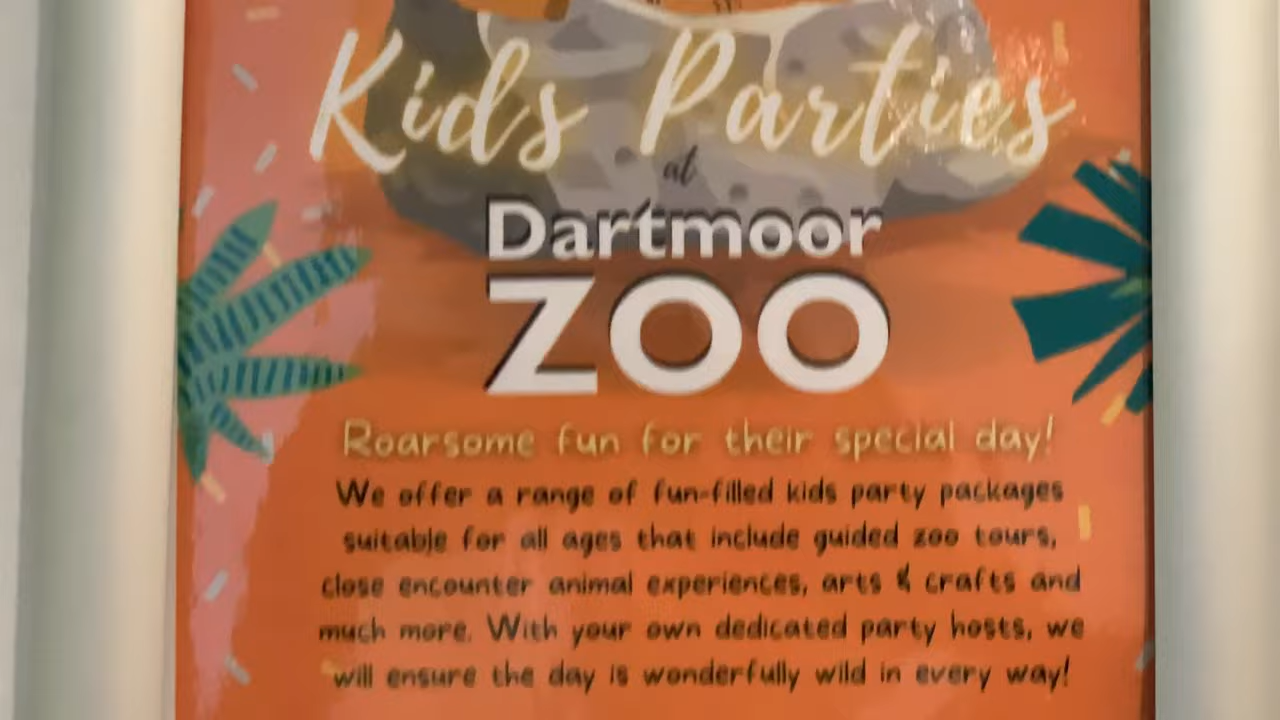 Kids Parties
at
Dartmoor
ZOO
Roarsome fun for their special day!
We offer a range of fun-filled kids party packages
suitable for all ages that include guided zoo tours,
close encounter animal experiences, arts & crafts and
much more. With your own dedicated party hosts, we
will ensure the day is wonderfully wild in every way!